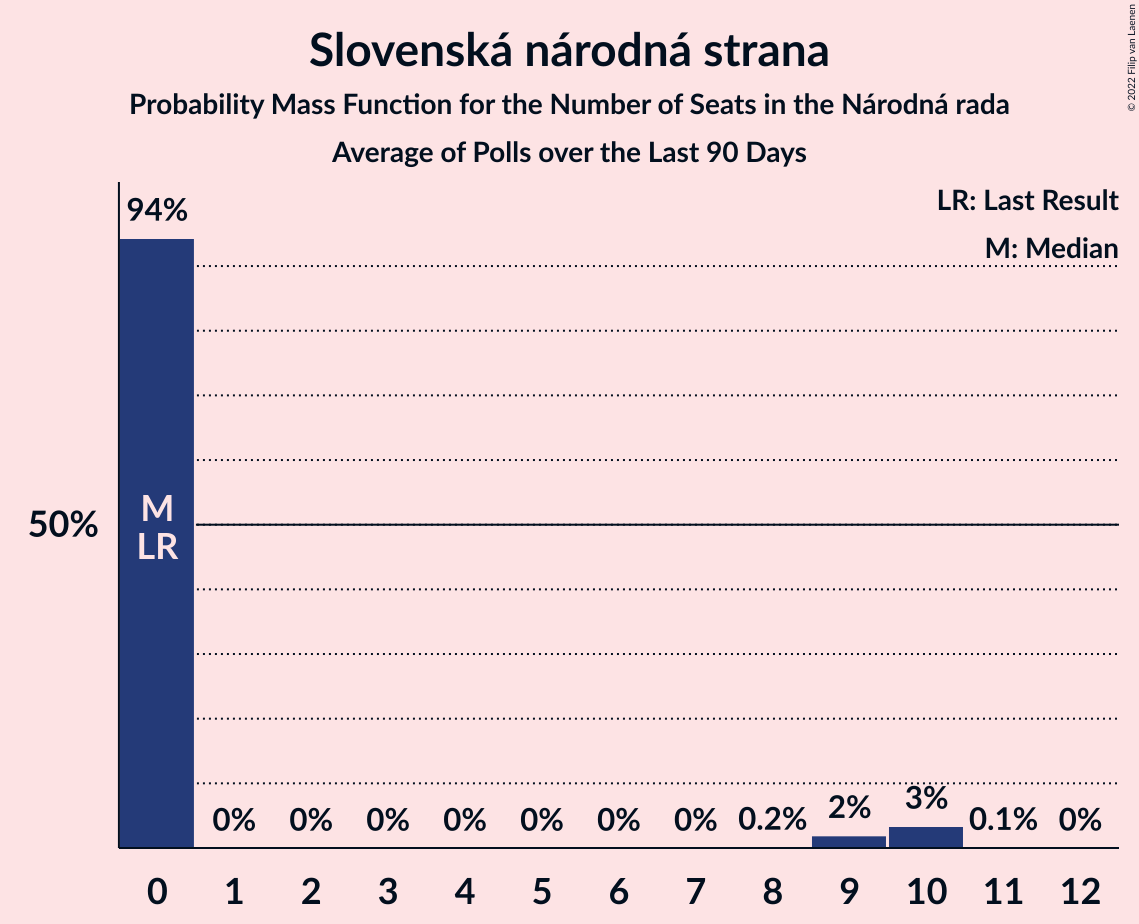 Slovenská národná strana
Probability Mass Function for the Number of Seats in the Národná rada
Average of Polls over the Last 90 Days
© 2022 Filip van Laenen
LR: Last Result
M: Median
94%
M
LR
50%
0% 0% 0% 0% 0% 0% 0% 0.2% 2% 3% 0.1% 0%
0 1 2 3 4 5 6 7 8 9 10 11 12